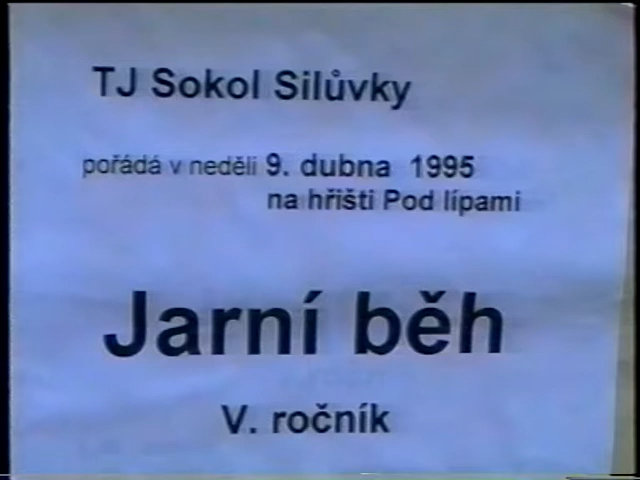 TJ Sokol Silůvky
pořádá v neděli 9. dubna 1995
na hřišti Pod lípami
Jarní běh
V. ročník